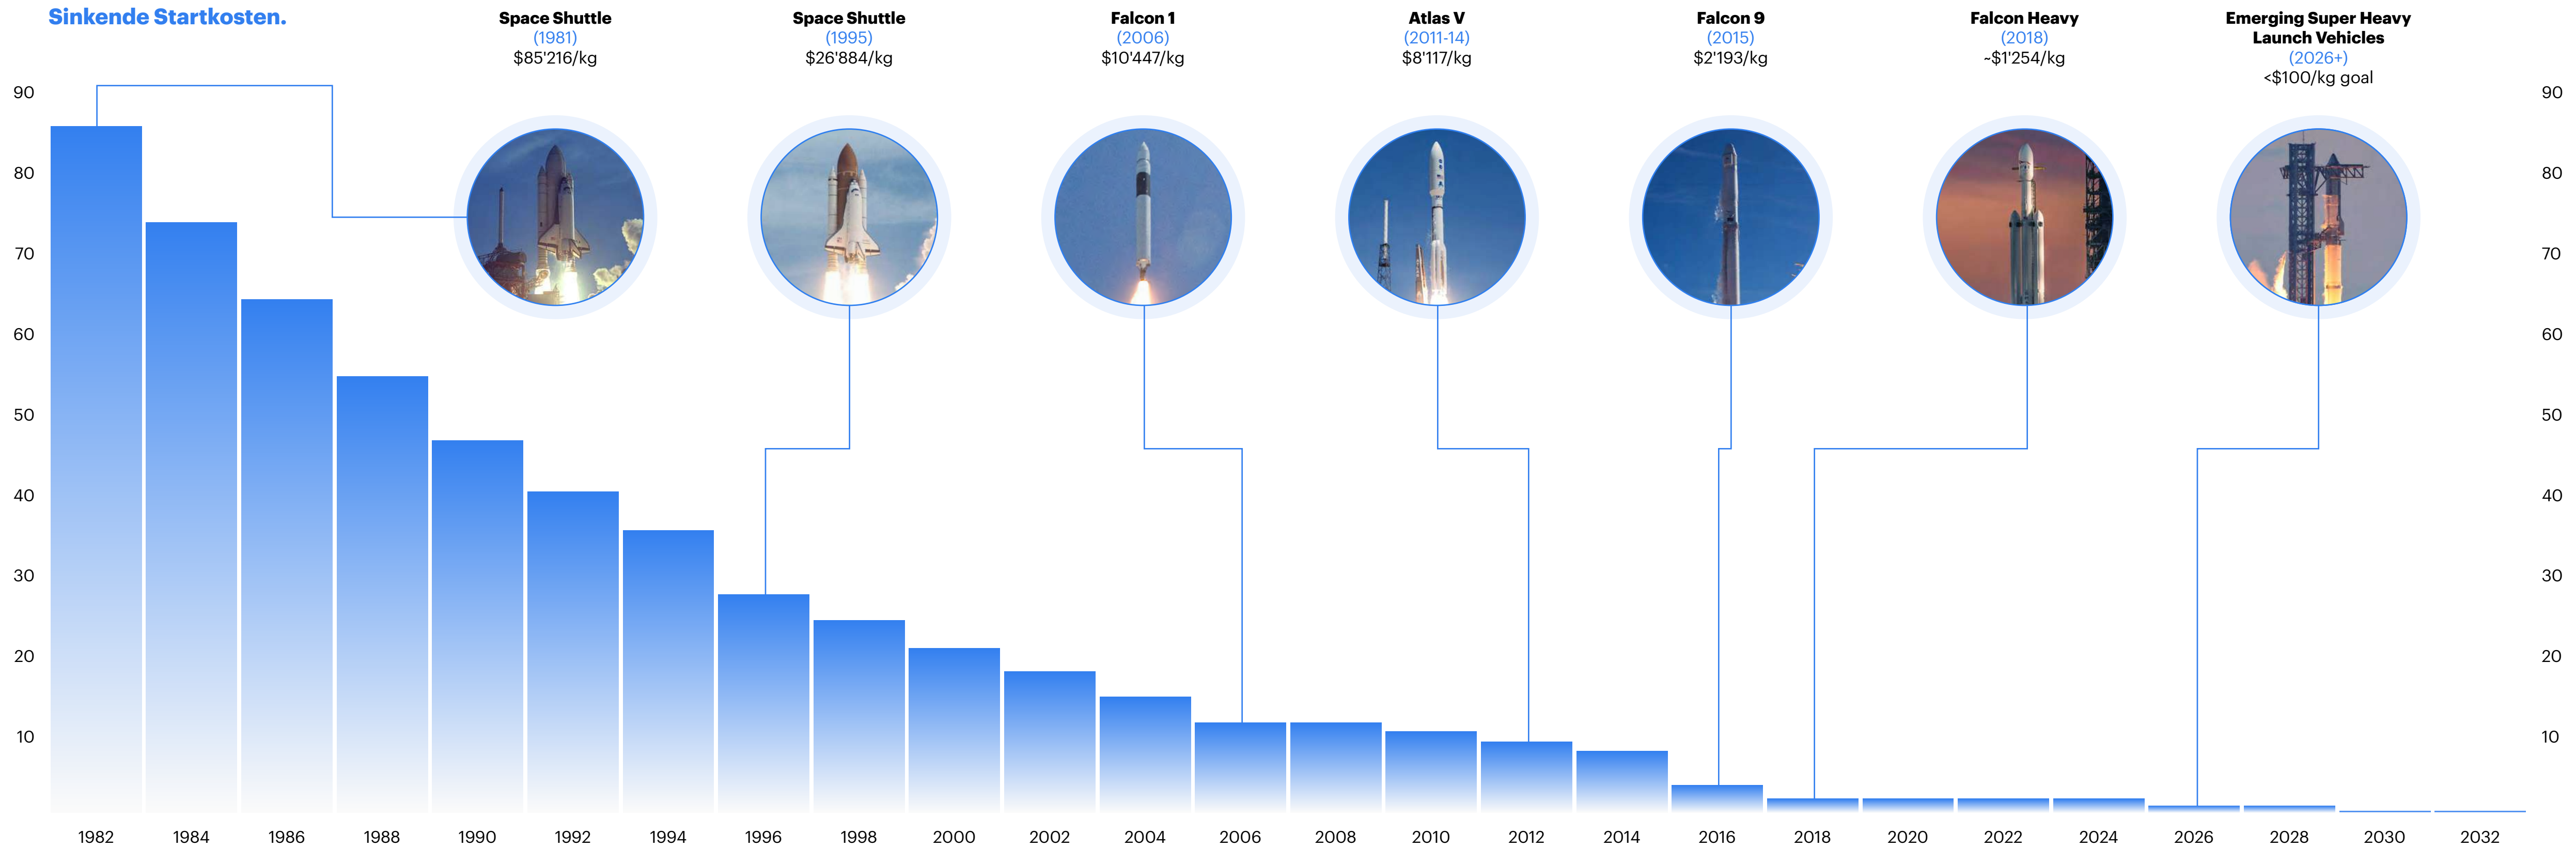 Sinkende Startkosten.
Space Shuttle
(1981)
$85'216/kg
Space Shuttle
(1995)
$26'884/kg
Falcon 1
(2006)
$10'447/kg
Atlas V
(2011-14)
$8'117/kg
Falcon 9
(2015)
$2'193/kg
Falcon Heavy
(2018)
~$1'254/kg
Emerging Super Heavy
Launch Vehicles
(2026+)
<$100/kg goal
90
80
70
60
50
40
30
20
10
90
80
70
60
50
40
30
20
10
1982 1984 1986 1988 1990 1992 1994 1996 1998 2000 2002 2004 2006 2008 2010 2012 2014 2016 2018 2020 2022 2024 2026 2028 2030 2032